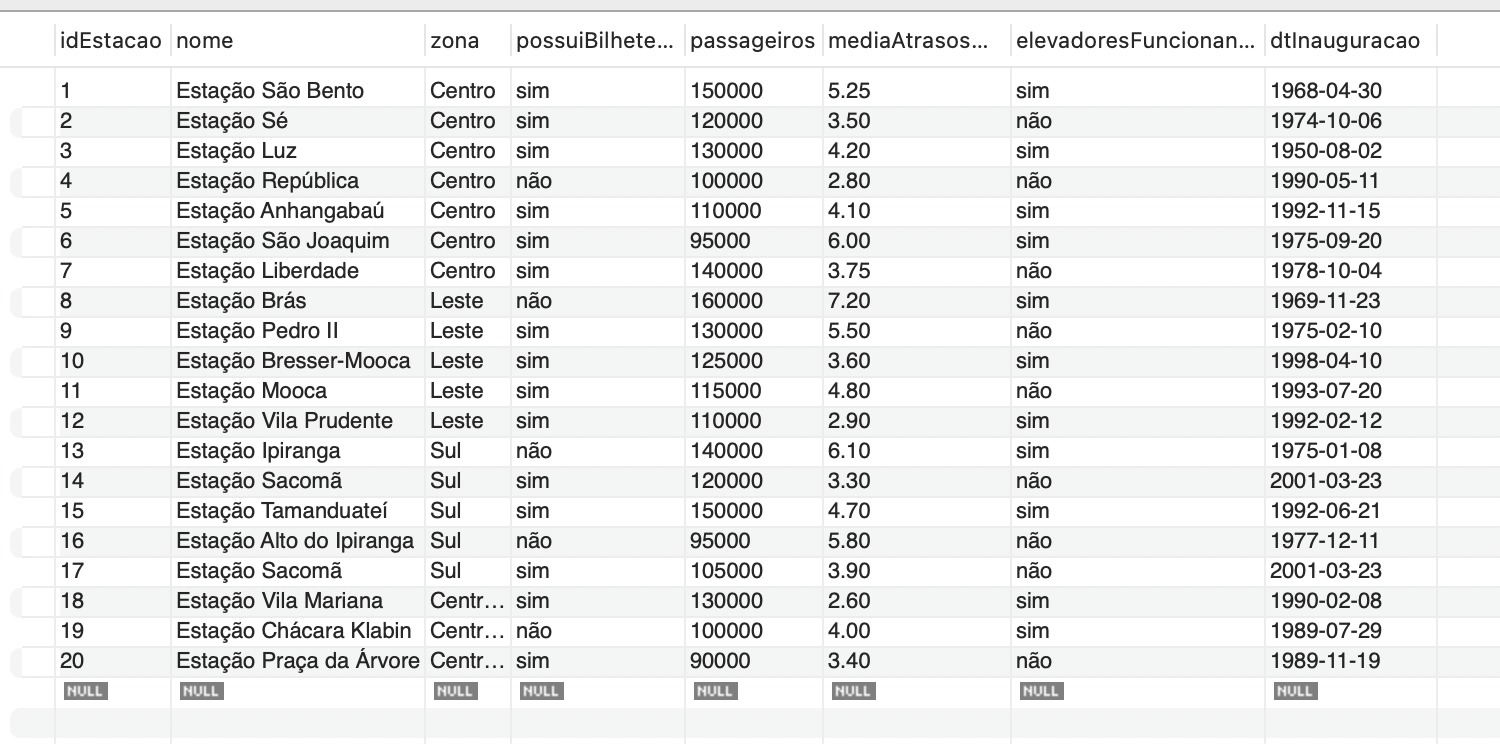 idEstacao nome zona possuiBilhete... passageiros mediaAtrasos... elevadoresFuncionan... dtInauguracao
1 Estação São Bento Centro sim 150000 5.25 sim 1968-04-30
2 Estação Sé Centro sim 120000 3.50 não 1974-10-06
3 Estação Luz Centro sim 130000 4.20 sim 1950-08-02
4 Estação República Centro não 100000 2.80 não 1990-05-11
5 Estação Anhangabaú Centro sim 110000 4.10 sim 1992-11-15
6 Estação São Joaquim Centro sim 95000 6.00 sim 1975-09-20
7 Estação Liberdade Centro sim 140000 3.75 não 1978-10-04
8 Estação Brás Leste não 160000 7.20 sim 1969-11-23
9 Estação Pedro II Leste sim 130000 5.50 não 1975-02-10
10 Estação Bresser-Mooca Leste sim 125000 3.60 sim 1998-04-10
11 Estação Mooca Leste sim 115000 4.80 não 1993-07-20
12 Estação Vila Prudente Leste sim 110000 2.90 sim 1992-02-12
13 Estação Ipiranga Sul não 140000 6.10 sim 1975-01-08
14 Estação Sacomã Sul sim 120000 3.30 não 2001-03-23
15 Estação Tamanduateí Sul sim 150000 4.70 sim 1992-06-21
16 Estação Alto do Ipiranga Sul não 95000 5.80 não 1977-12-11
17 Estação Sacomã Sul sim 105000 3.90 não 2001-03-23
18 Estação Vila Mariana Centr... sim 130000 2.60 sim 1990-02-08
19 Estação Chácara Klabin Centr... não 100000 4.00 sim 1989-07-29
20 Estação Praça da Árvore Centr... sim 90000 3.40 não 1989-11-19
NULL NULL NULL NULL NULL NULL NULL NULL